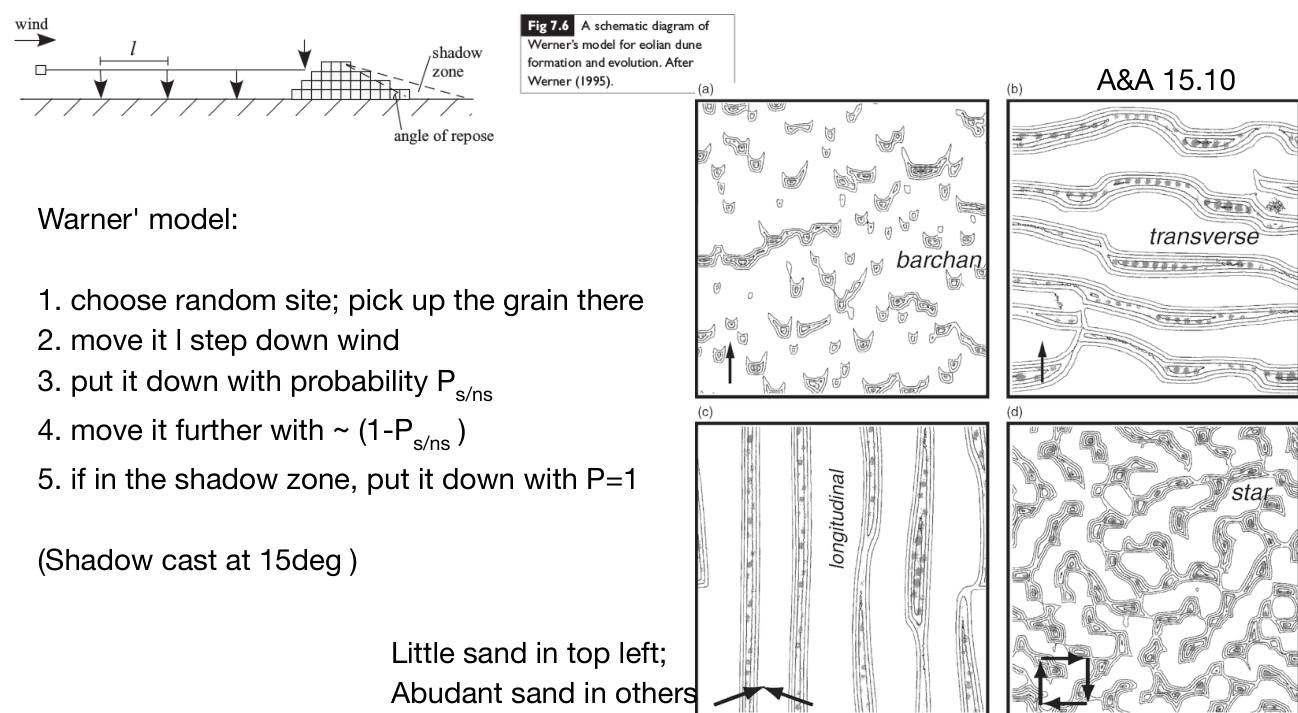 wind
l
shadow
zone
angle of repose
Fig 7.6 A schematic diagram of
Werner's model for eolian dune
formation and evolution. After
Werner (1995).
A&A 15.10
(a)
(b)
barchan
transverse
Warner' model:
1. choose random site; pick up the grain there
2. move it l step down wind
3. put it down with probability Ps/ns
4. move it further with ~ (1-Ps/ns )
5. if in the shadow zone, put it down with P=1
(Shadow cast at 15deg )
(c)
(d)
longitudinal
star
Little sand in top left;
Abudant sand in others